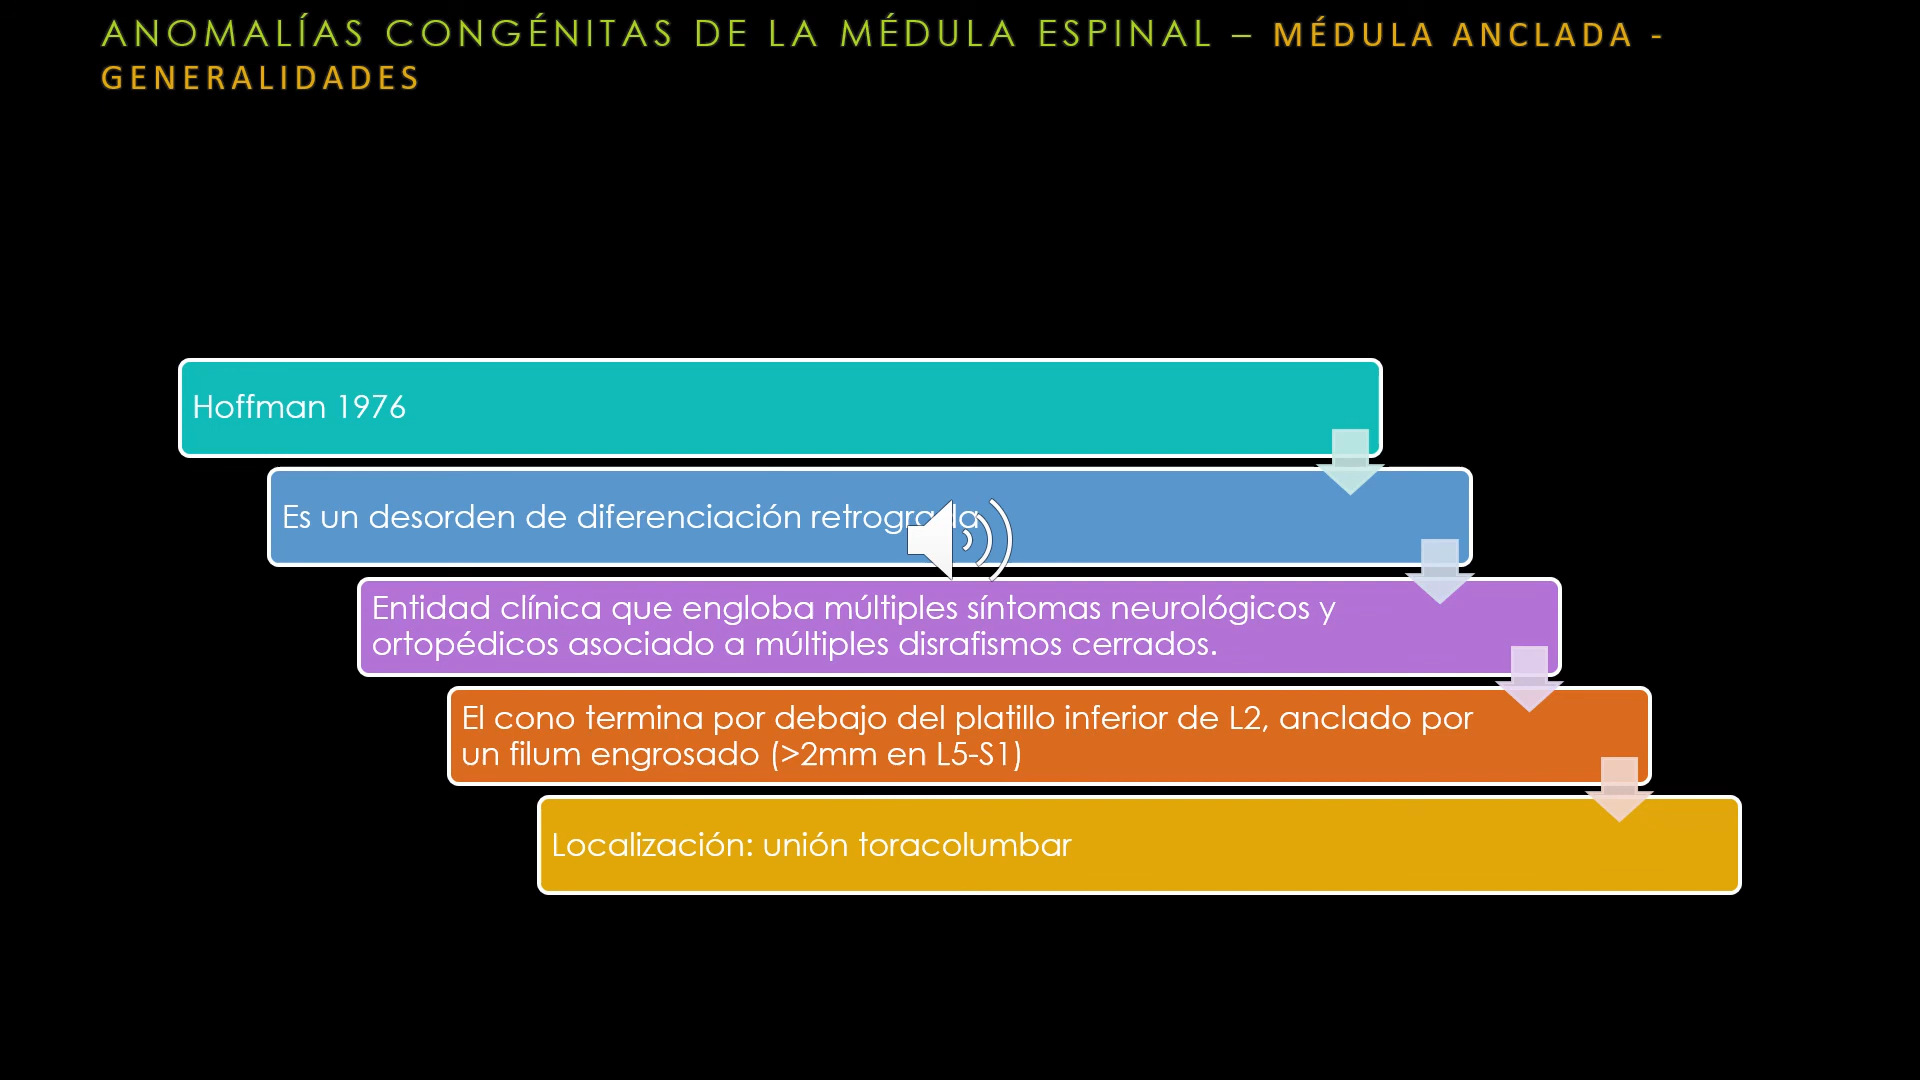 ANOMALÍAS CONGÉNITAS DE LA MÉDULA ESPINAL – MÉDULA ANCLADA -
GENERALIDADES
Hoffman 1976
Es un desorden de diferenciación retrograda
Entidad clínica que engloba múltiples síntomas neurológicos y
ortopédicos asociado a múltiples disrafismos cerrados.
El cono termina por debajo del platillo inferior de L2, anclado por
un filum engrosado (>2mm en L5-S1)
Localización: unión toracolumbar